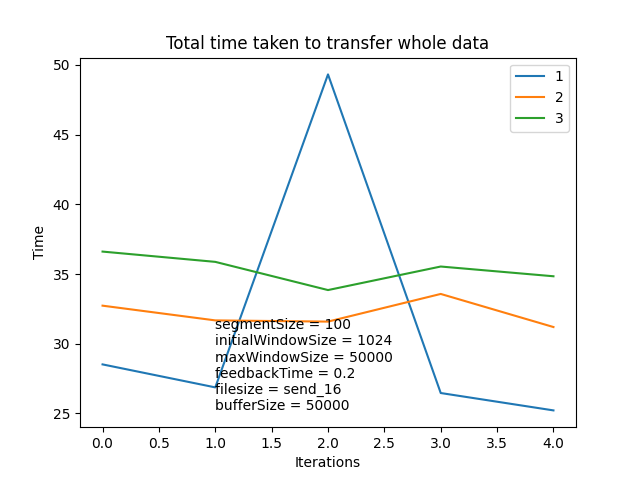 Total time taken to transfer whole data
50
45
40
35
30
25
Time
1
2
3
segmentSize = 100
initialWindowSize = 1024
maxWindowSize = 50000
feedbackTime = 0.2
filesize = send_16
bufferSize = 50000
0.0 0.5 1.0 1.5 2.0 2.5 3.0 3.5 4.0
Iterations